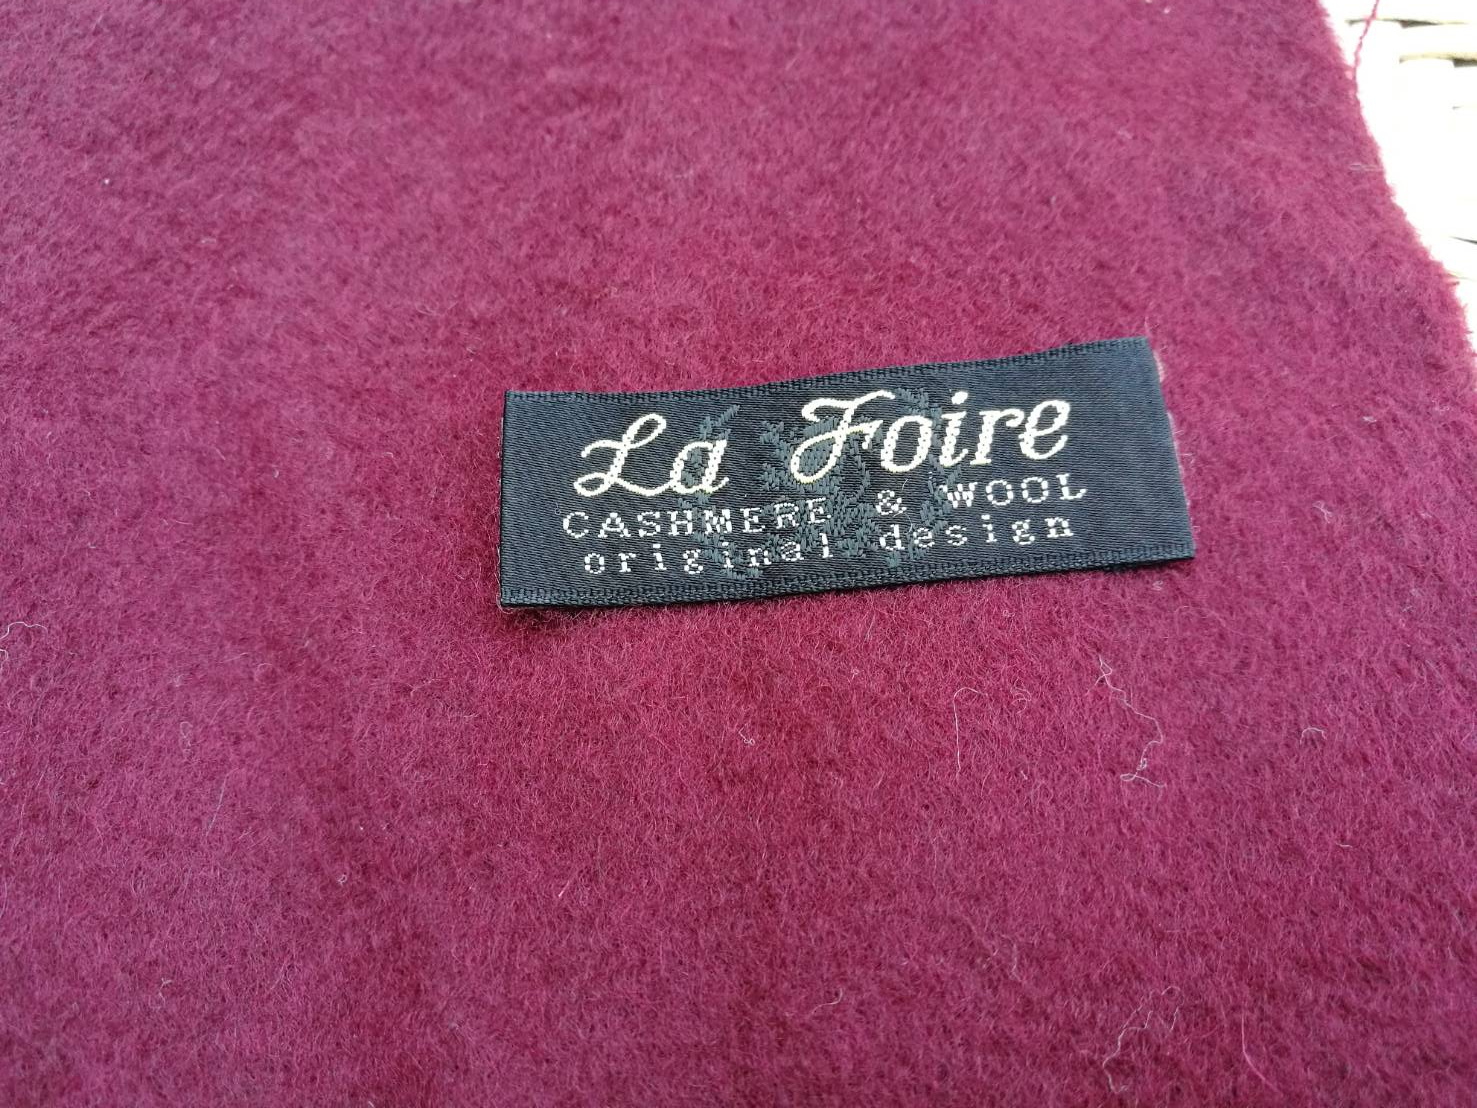 La Foire
CASHMERE & WOOL
original design